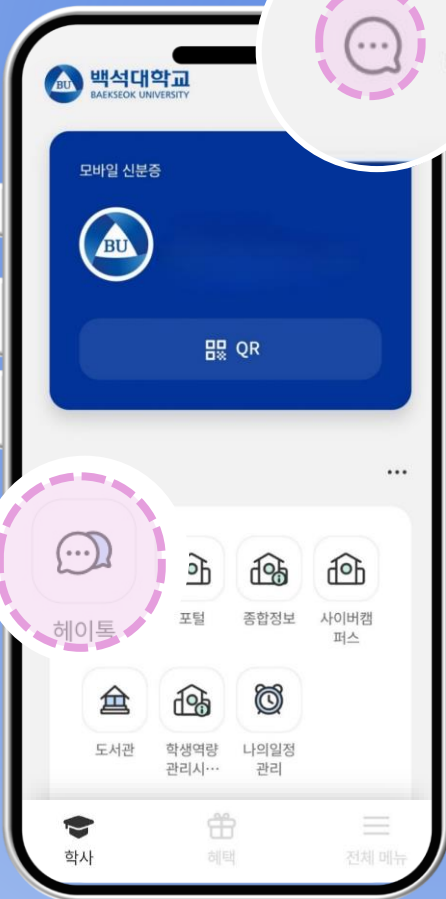 BU 백석대학교
BAEKSEOK UNIVERSITY
모바일 신분증
BU
QR
헤이톡
포털
종합정보
사이버캠
퍼스
도서관
학생역량
관리시…
나의일정
관리
학사
혜택
전체 메뉴